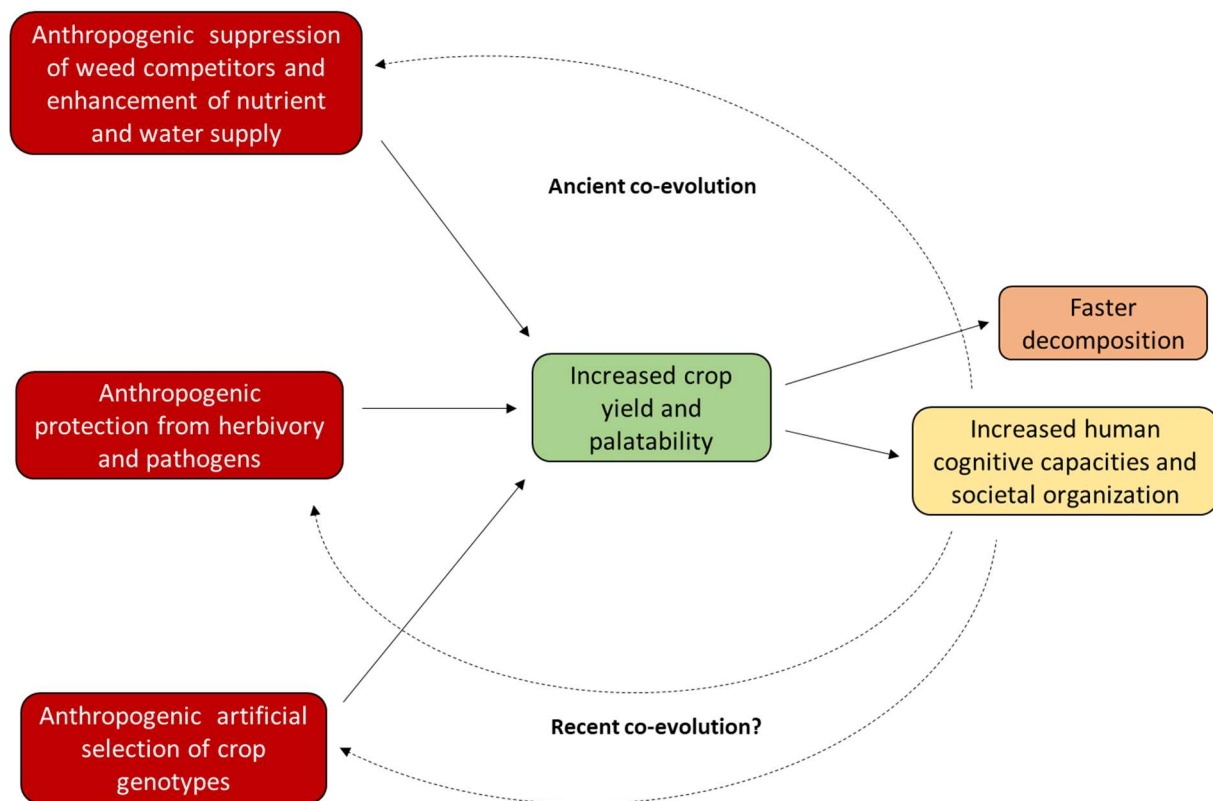 Anthropogenic suppression
of weed competitors and
enhancement of nutrient
and water supply
Ancient co-evolution
Faster
decomposition
Anthropogenic
protection from herbivory
and pathogens
Increased crop
yield and
palatability
Increased human
cognitive capacities and
societal organization
Anthropogenic artificial
selection of crop
genotypes
Recent co-evolution?